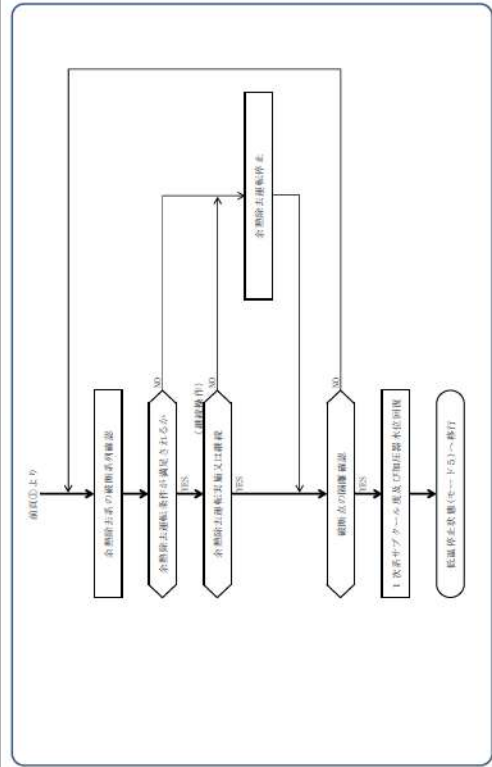 前頁①より
余熱除去系の破断系列確認
余熱除去運転条件が満足されるか
NO
YES
(継続操作)
余熱除去運転実施又は継続
NO
YES
余熱除去運転停止
破断点の隔離確認
NO
YES
1次系サブクール度及び加圧器水位回復
低温停止状態(モード5)へ移行